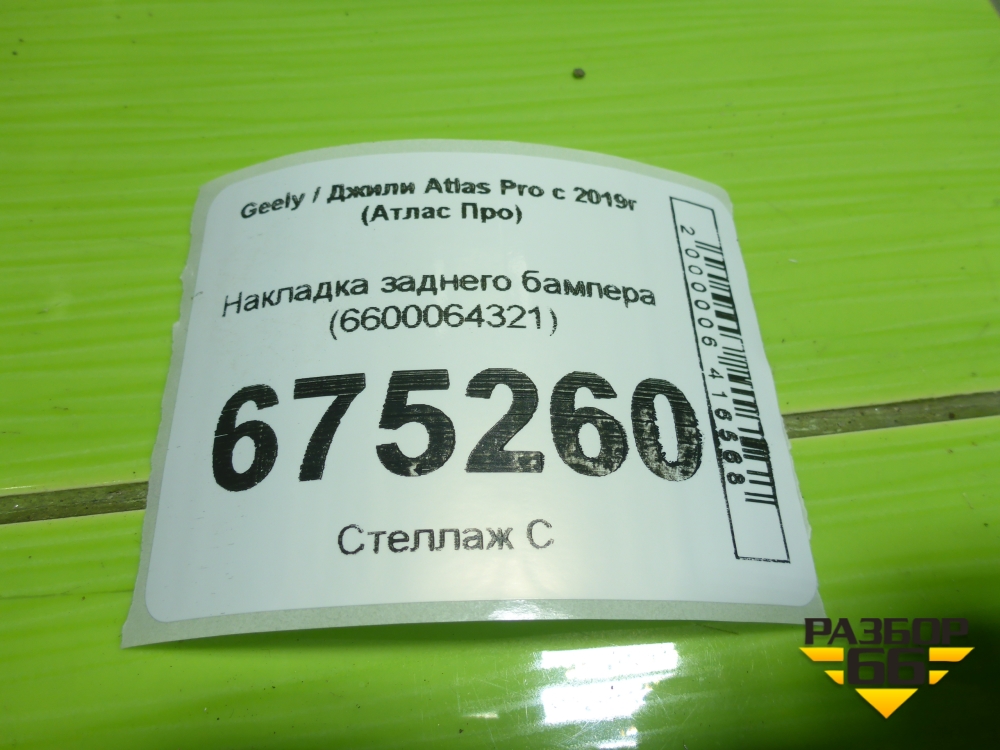 Geely / Джили Atlas Pro с 2019г
(Атлас Про)
Накладка заднего бампера
(6600064321)
675260
Стеллаж С
2000006416568
РАЗБОР
66